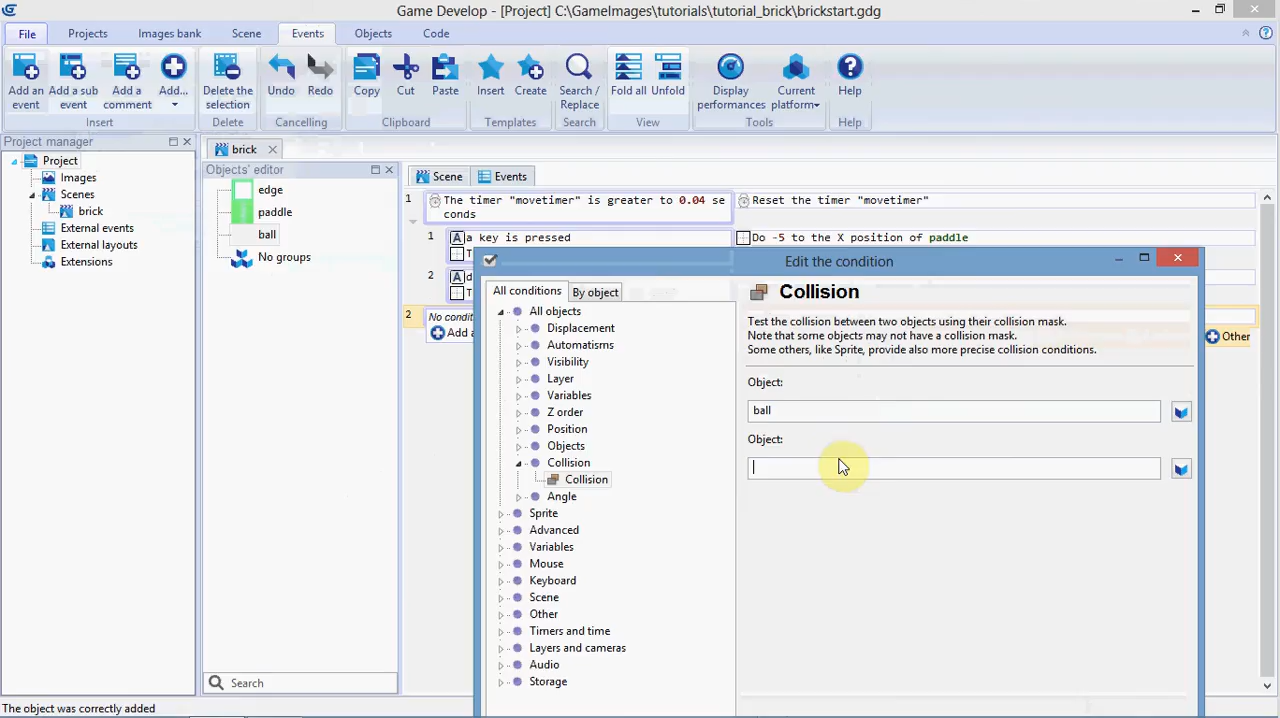 Game Develop - [Project] C:\GameImages\tutorials\tutorial_brick\brickstart.gdg
File Projects Images bank Scene Events Objects Code
Add an event
Add a sub event
Add a comment
Add...
Delete the selection
Undo
Redo
Copy
Cut
Paste
Insert
Create
Search / Replace
Fold all
Unfold
Display performances
Current platform
Help
Insert Delete Cancelling Clipboard Templates Search View Tools Help
Project manager
Project
Images
Scenes
brick
External events
External layouts
Extensions
brick
Objects' editor
edge
paddle
ball
No groups
Search
Scene Events
1 The timer "movetimer" is greater to 0.04 se
conds
Reset the timer "movetimer"
1 a key is pressed
Do -5 to the X position of paddle
T
2 d
T
2 No condi
Add a
Other
Edit the condition
All conditions By object
All objects
Displacement
Automatisms
Visibility
Layer
Variables
Z order
Position
Objects
Collision
Collision
Angle
Sprite
Advanced
Variables
Mouse
Keyboard
Scene
Other
Timers and time
Layers and cameras
Audio
Storage
Collision
Test the collision between two objects using their collision mask.
Note that some objects may not have a collision mask.
Some others, like Sprite, provide also more precise collision conditions.
Object:
ball
Object:
The object was correctly added